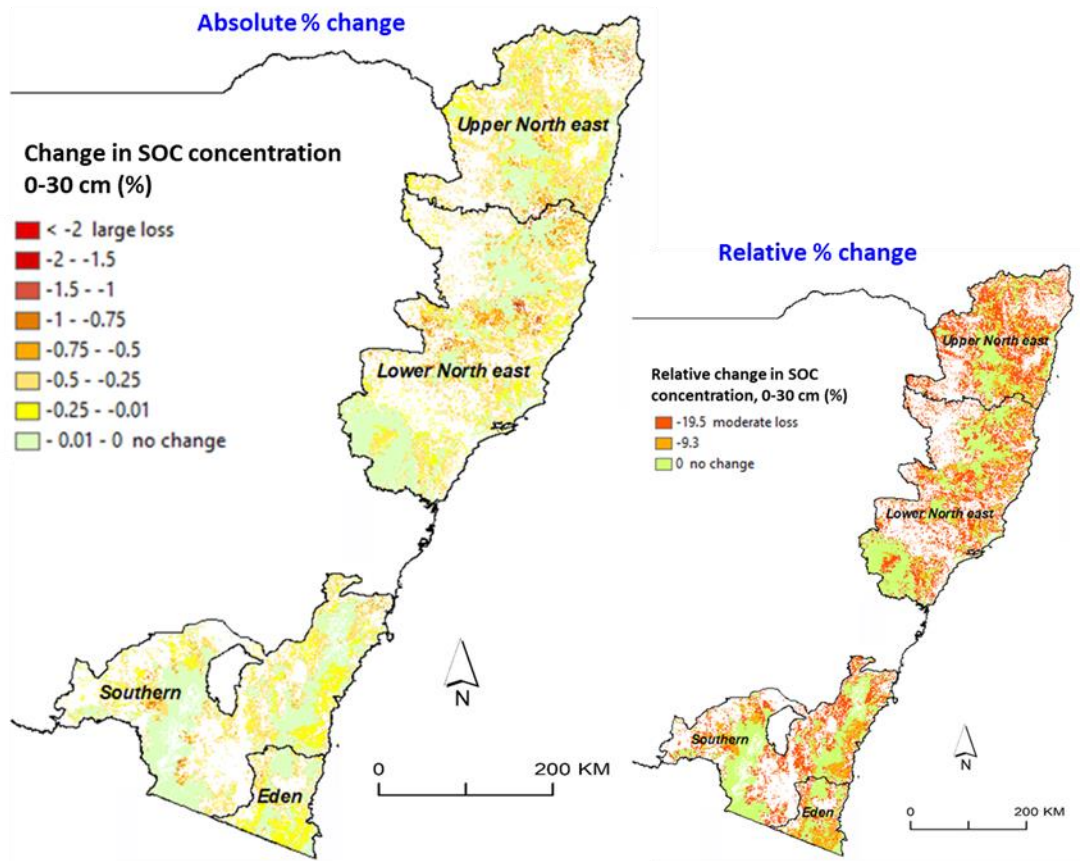 Absolute % change
Upper North east
Change in SOC concentration
0-30 cm (%)
< -2 large loss
-2 - -1.5
-1.5 - -1
-1 - -0.75
-0.75 - -0.5
-0.5 - -0.25
-0.25 - -0.01
- 0.01 - 0 no change
Lower North east
Southern
Eden
N
0 200 KM
Relative % change
Upper North east
Relative change in SOC
concentration, 0-30 cm (%)
-19.5 moderate loss
-9.3
0 no change
Lower North east
Southern
Eden
N
0 200 KM